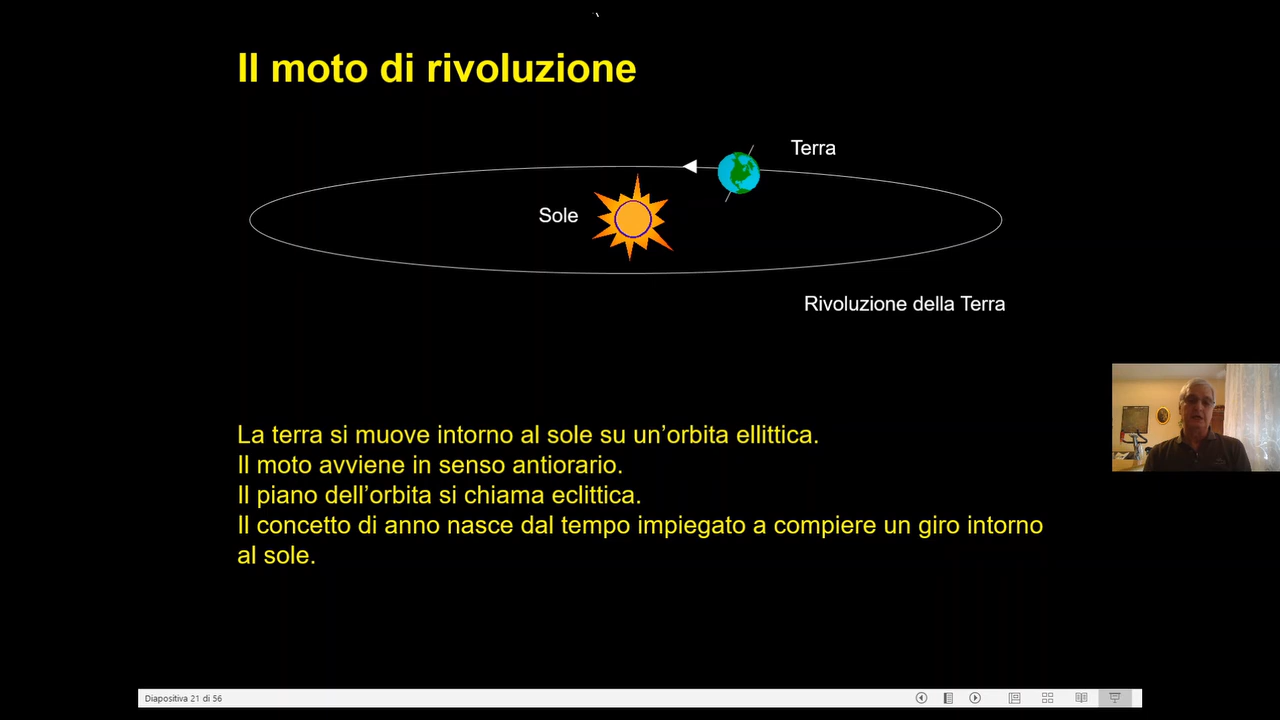 Il moto di rivoluzione
Terra
Sole
Rivoluzione della Terra
La terra si muove intorno al sole su un’orbita ellittica.
Il moto avviene in senso antiorario.
Il piano dell’orbita si chiama eclittica.
Il concetto di anno nasce dal tempo impiegato a compiere un giro intorno
al sole.
Diapositiva 21 di 56